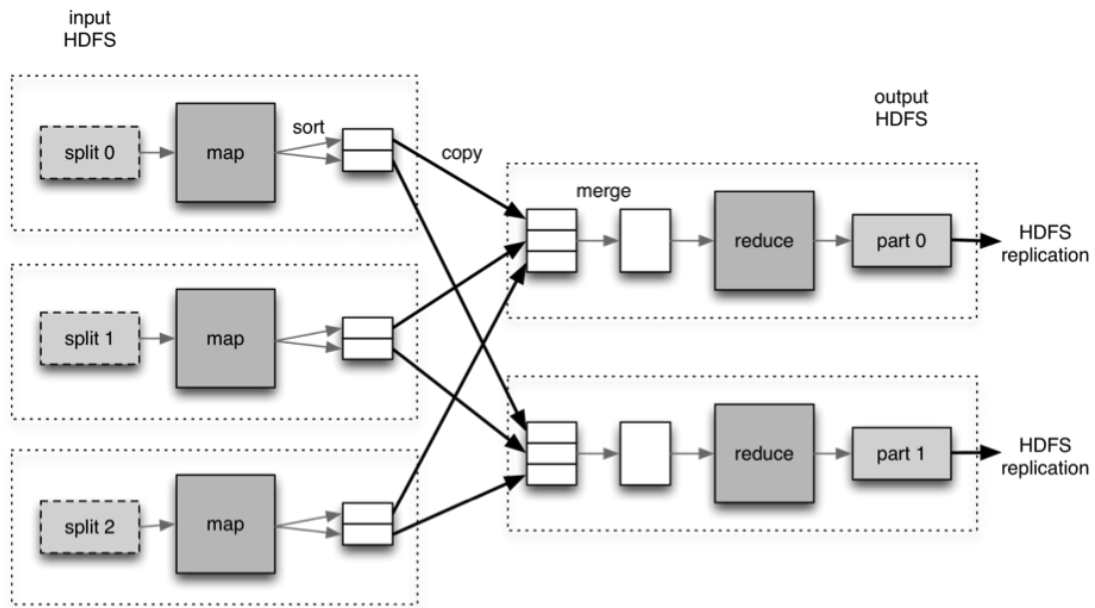 input
HDFS
split 0
map
sort
copy
split 1
map
split 2
map
output
HDFS
merge
reduce
part 0
HDFS
replication
reduce
part 1
HDFS
replication